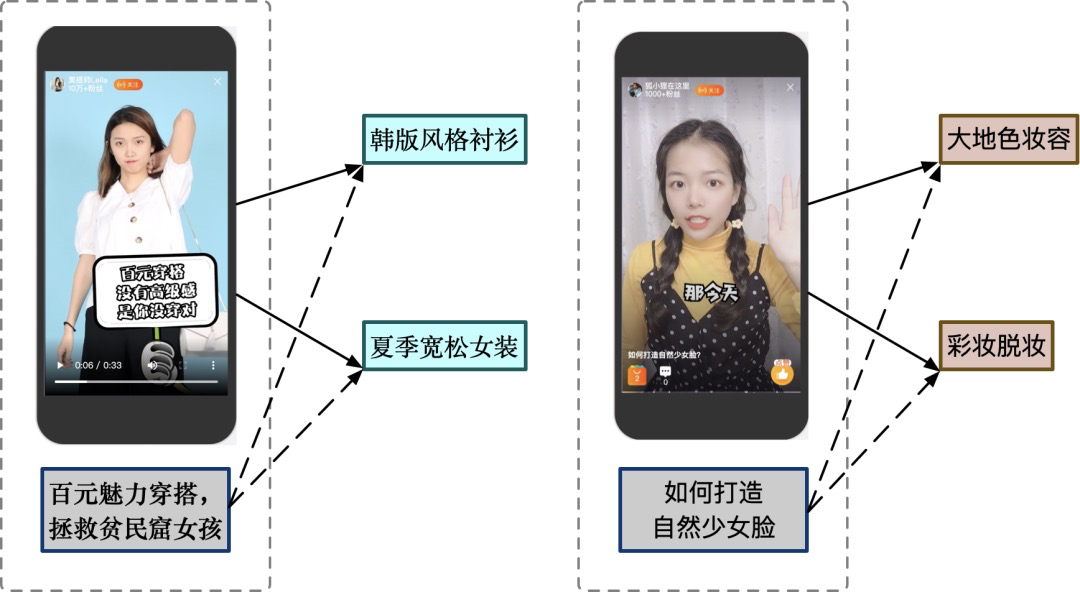 10万+粉丝
关注
百元穿搭
没有高级感
是你没穿对
0:06 / 0:33
百元魅力穿搭，
拯救贫民窟女孩
韩版风格衬衫
夏季宽松女装
狐小狸在这里
1000+粉丝
关注
那今天
如何打造自然少女脸?
2
0
如何打造
自然少女脸
大地色妆容
彩妆脱妆